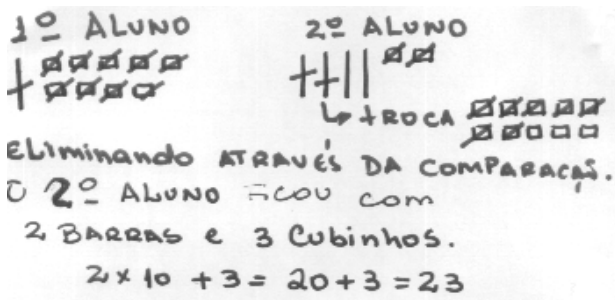 1º ALUNO 2º ALUNO
↳ TROCA
ELIMINANDO ATRAVÉS DA COMPARAÇÃO.
O 2º ALUNO FICOU COM
2 BARRAS e 3 Cubinhos.
2 x 10 + 3 = 20 + 3 = 23